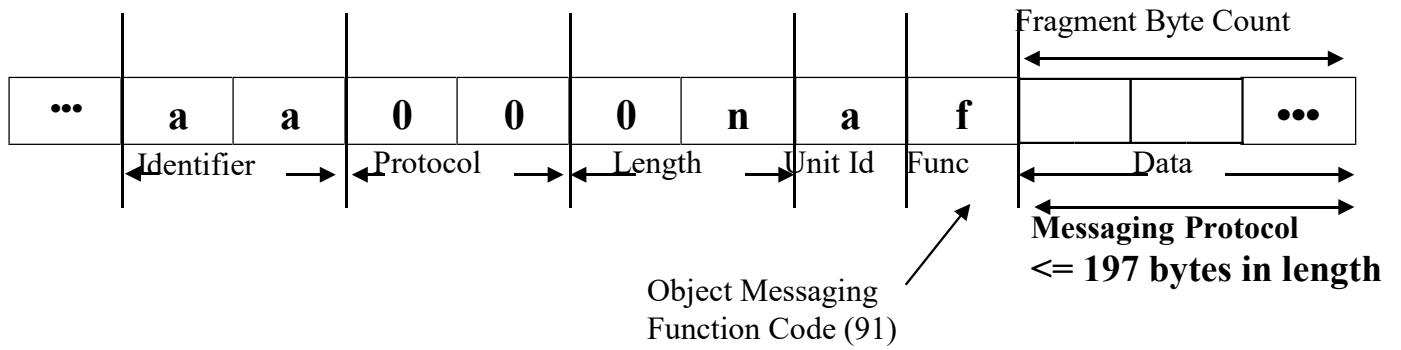 Fragment Byte Count
••• a a 0 0 0 n a f •••
Identifier Protocol Length Unit Id Func Data
Messaging Protocol
<= 197 bytes in length
Object Messaging
Function Code (91)